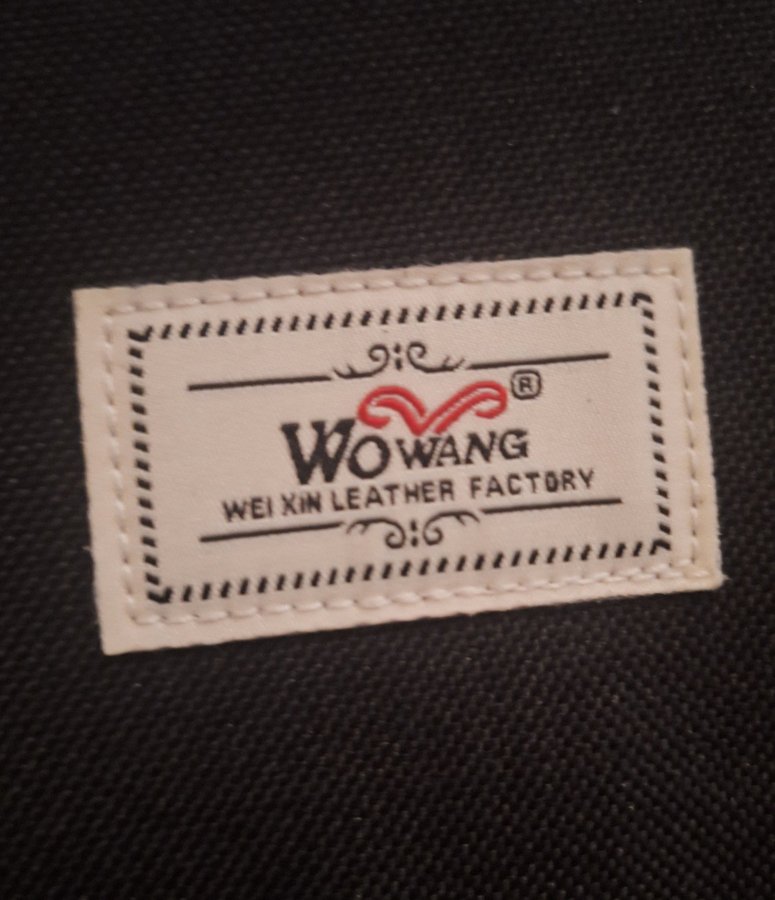 ®
WOWANG
WEI XIN LEATHER FACTORY